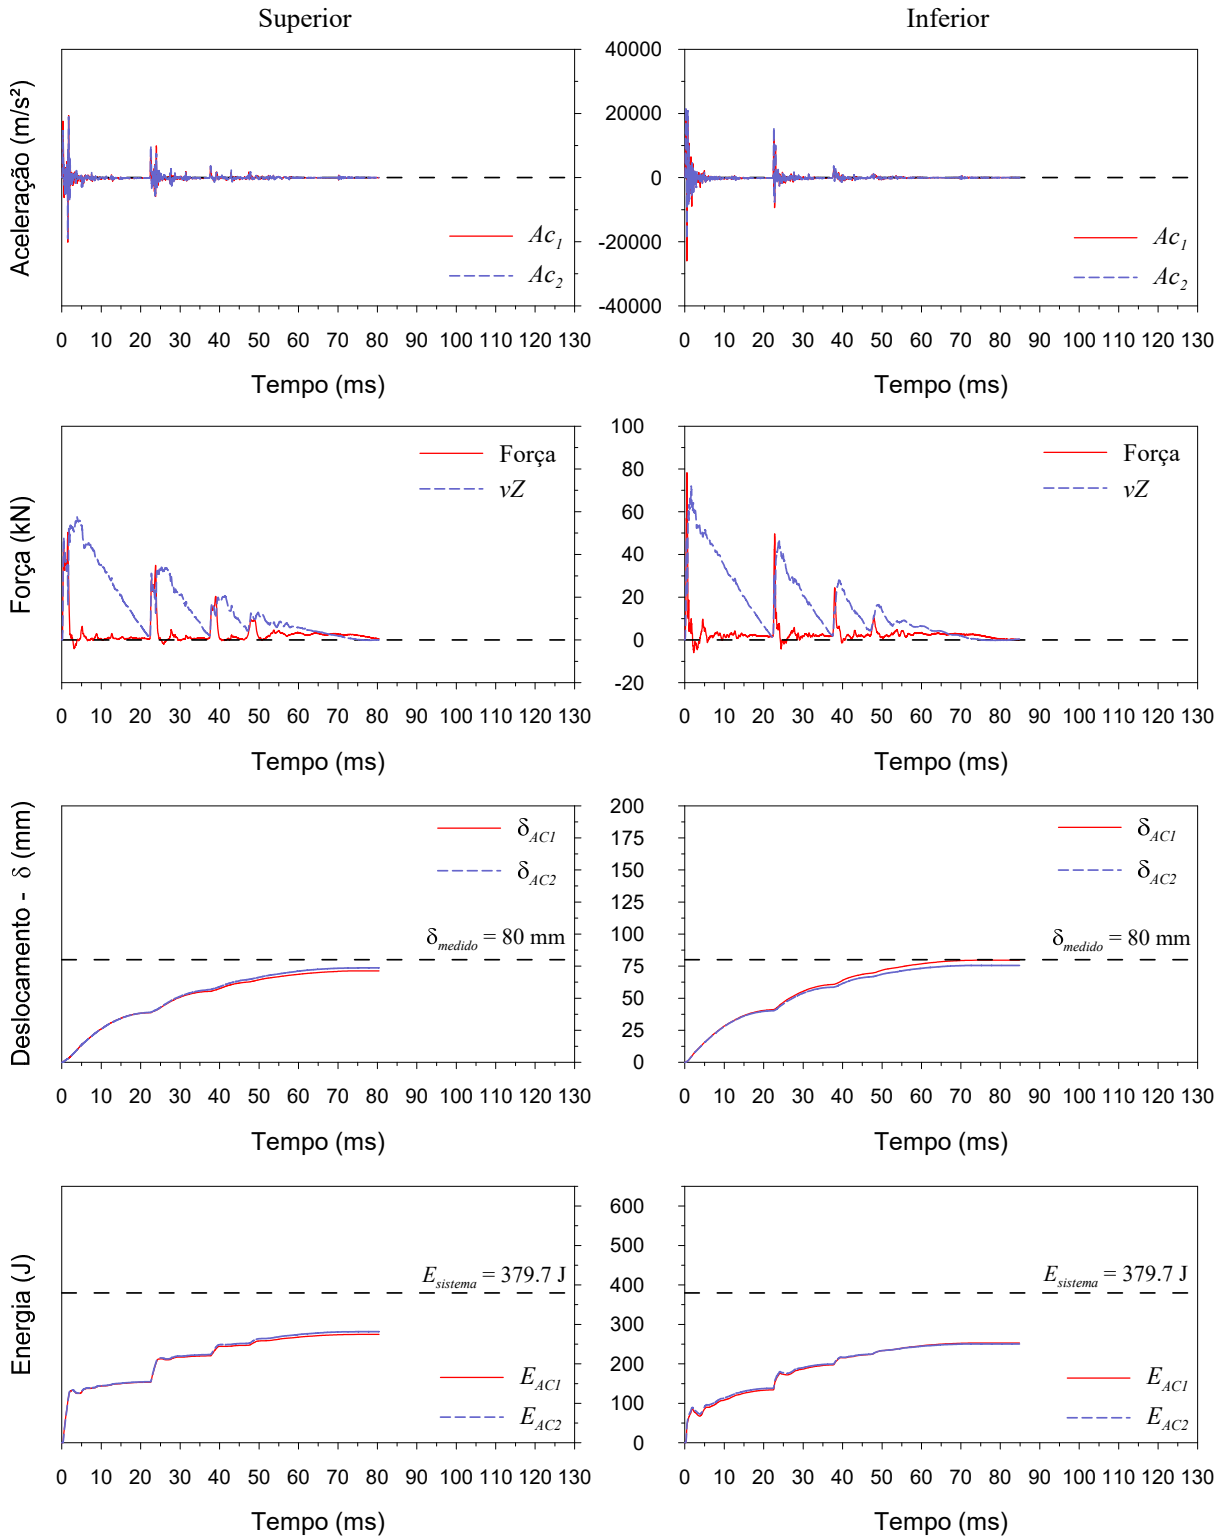 Superior Inferior
Aceleração (m/s²)
40000
20000
0
-20000
-40000
Ac1
Ac2
Ac1
Ac2
0 10 20 30 40 50 60 70 80 90 100 110 120 130
0 10 20 30 40 50 60 70 80 90 100 110 120 130
Tempo (ms)
Tempo (ms)
Força (kN)
100
80
60
40
20
0
-20
Força
vZ
Força
vZ
0 10 20 30 40 50 60 70 80 90 100 110 120 130
0 10 20 30 40 50 60 70 80 90 100 110 120 130
Tempo (ms)
Tempo (ms)
Deslocamento - δ (mm)
200
175
150
125
100
75
50
25
0
δAC1
δAC2
δmedido = 80 mm
δAC1
δAC2
δmedido = 80 mm
0 10 20 30 40 50 60 70 80 90 100 110 120 130
0 10 20 30 40 50 60 70 80 90 100 110 120 130
Tempo (ms)
Tempo (ms)
Energia (J)
600
500
400
300
200
100
0
Esistema = 379.7 J
EAC1
EAC2
Esistema = 379.7 J
EAC1
EAC2
0 10 20 30 40 50 60 70 80 90 100 110 120 130
0 10 20 30 40 50 60 70 80 90 100 110 120 130
Tempo (ms)
Tempo (ms)